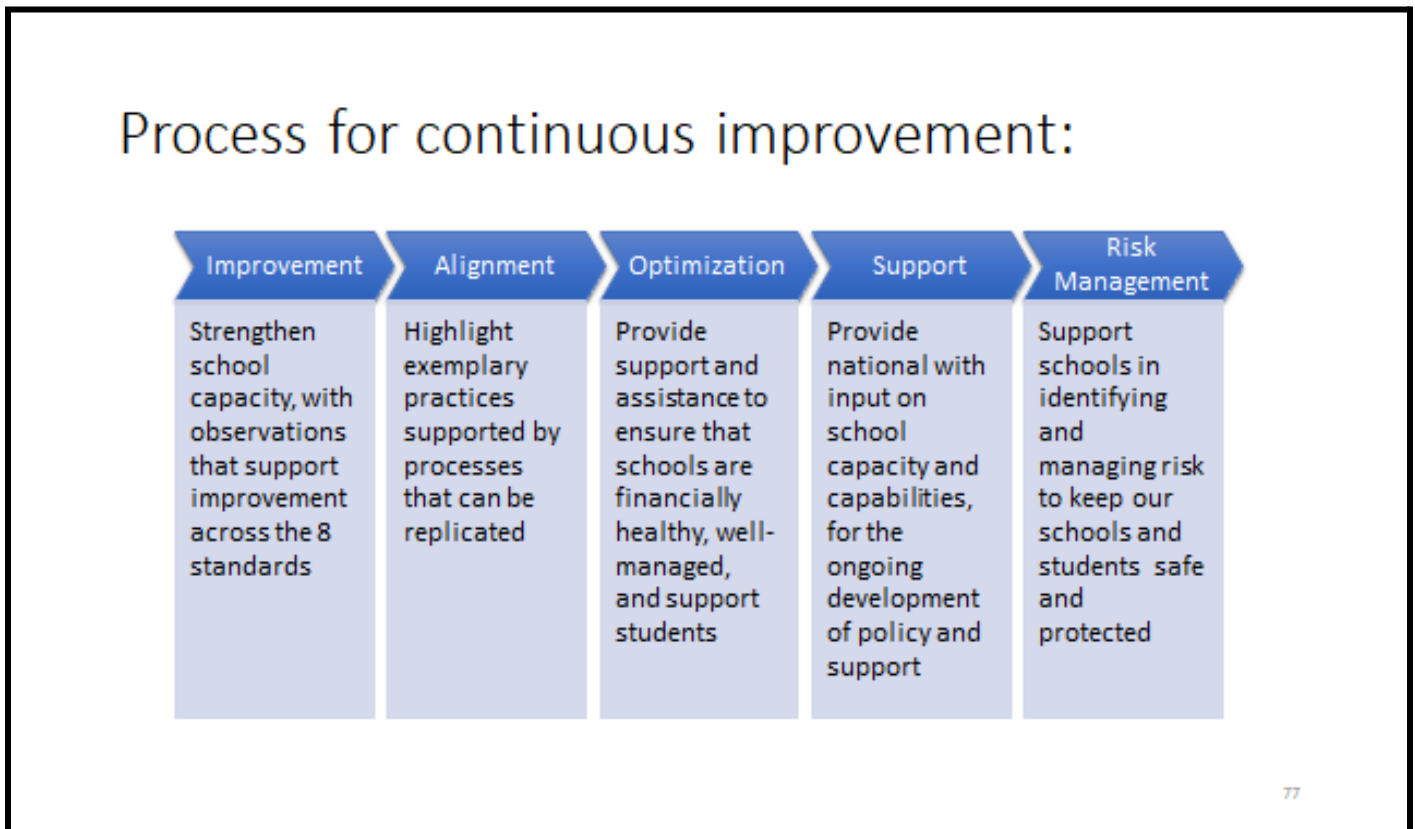 Process for continuous improvement:
Improvement
Strengthen
school
capacity, with
observations
that support
improvement
across the 8
standards
Alignment
Highlight
exemplary
practices
supported by
processes
that can be
replicated
Optimization
Provide
support and
assistance to
ensure that
schools are
financially
healthy, well-
managed,
and support
students
Support
Provide
national with
input on
school
capacity and
capabilities,
for the
ongoing
development
of policy and
support
Risk
Management
Support
schools in
identifying
and
managing risk
to keep our
schools and
students safe
and
protected
77